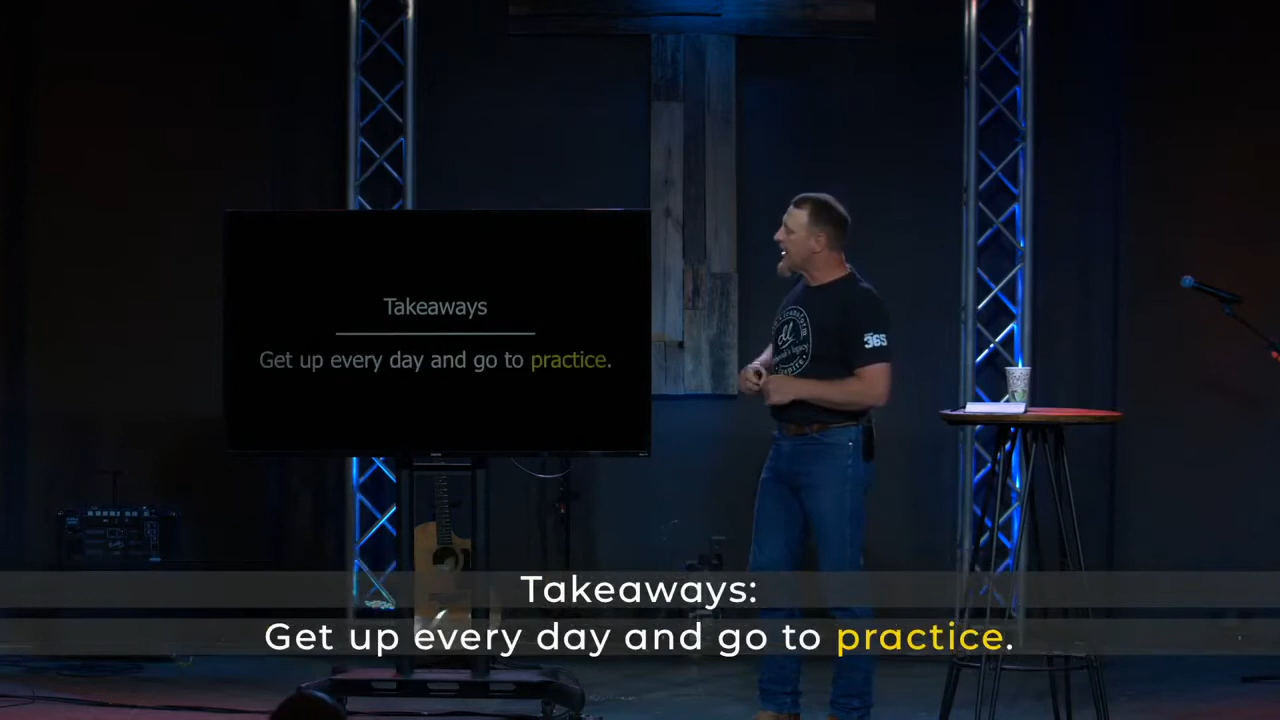 Takeaways
Get up every day and go to practice.
365
Takeaways:
Get up every day and go to practice.